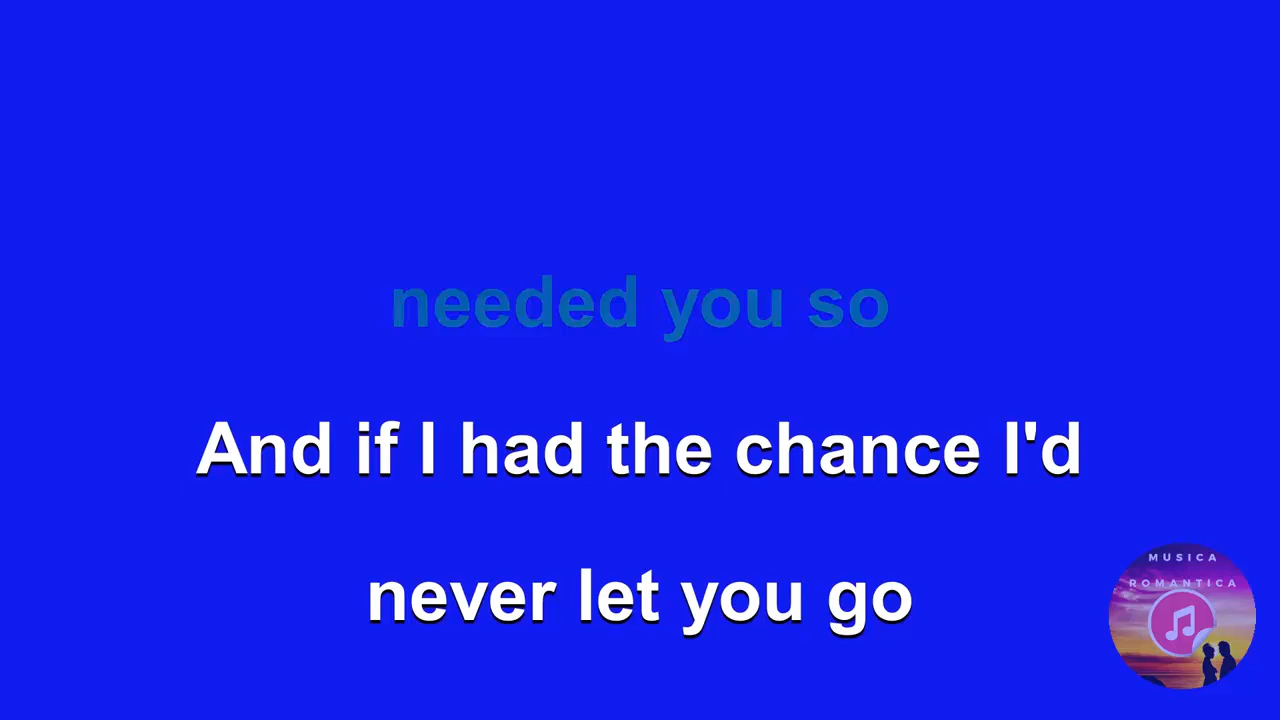 needed you so
And if I had the chance I'd
never let you go
MUSICA
ROMANTICA